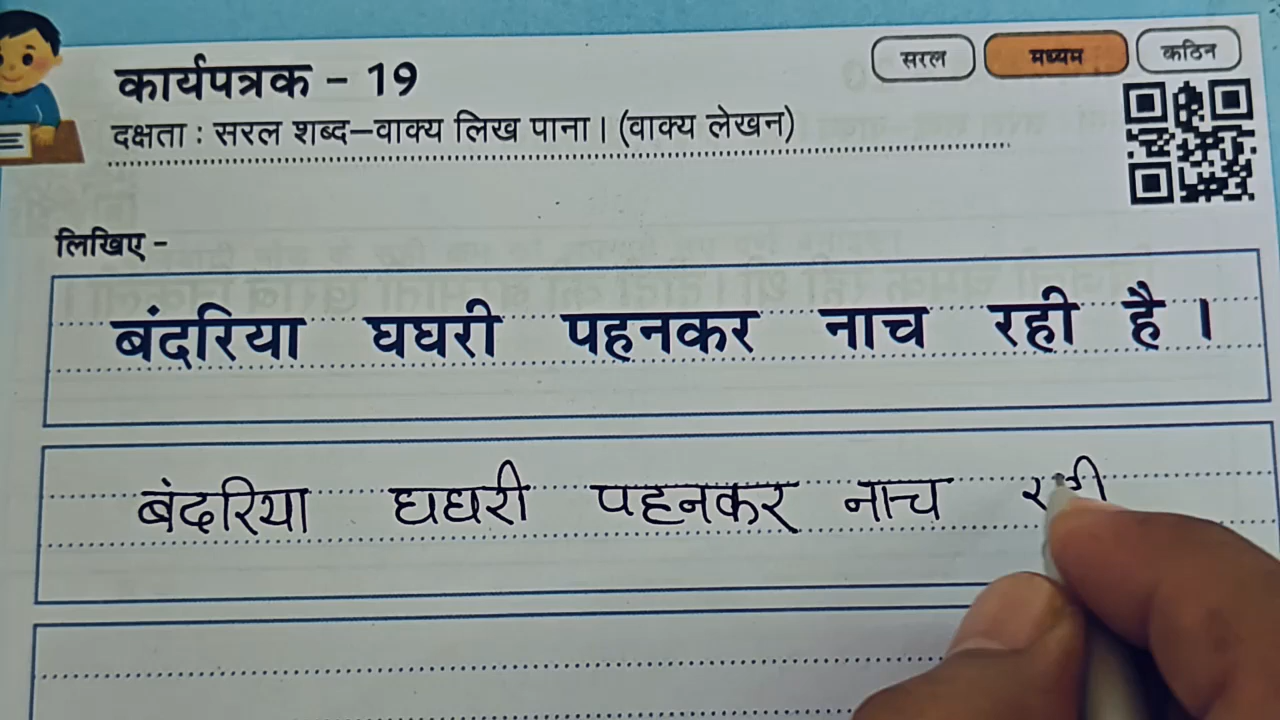 कार्यपत्रक - 19
सरल मध्यम कठिन
दक्षता : सरल शब्द-वाक्य लिख पाना। (वाक्य लेखन)
लिखिए -
बंदरिया घघरी पहनकर नाच रही है ।
बंदरिया घघरी पहनकर नाच रही